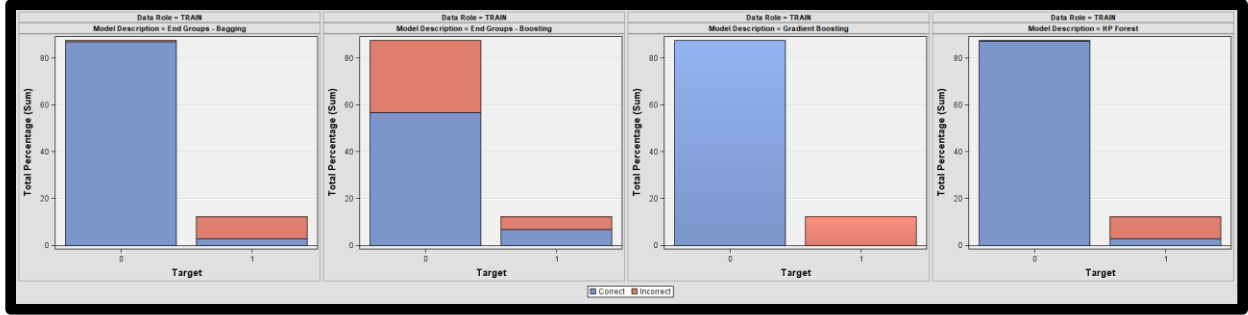 Data Role = TRAIN
Model Description = End Groups - Bagging
Total Percentage (Sum)
80
60
40
20
0
0 1
Target
Data Role = TRAIN
Model Description = End Groups - Boosting
Total Percentage (Sum)
80
60
40
20
0
0 1
Target
Data Role = TRAIN
Model Description = Gradient Boosting
Total Percentage (Sum)
80
60
40
20
0
0 1
Target
Data Role = TRAIN
Model Description = HP Forest
Total Percentage (Sum)
80
60
40
20
0
0 1
Target
Correct Incorrect